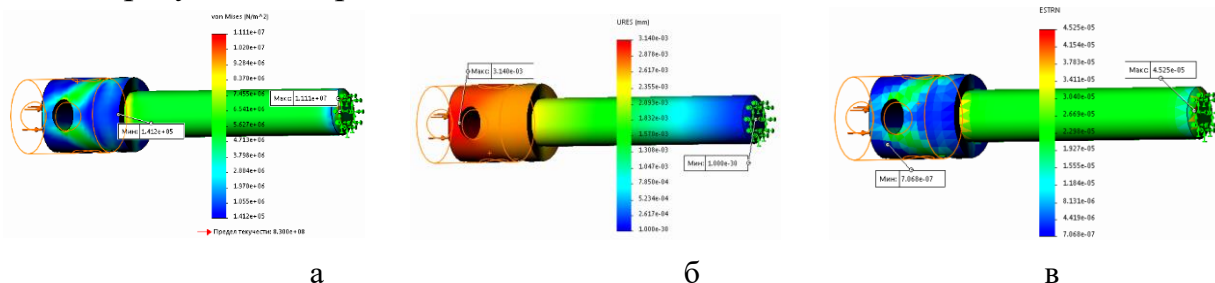 von Mises (N/m^2)
1.111e+07
1.020e+07
9.284e+06
8.370e+06
7.455e+06
6.541e+06
5.627e+06
4.713e+06
3.798e+06
2.884e+06
1.970e+06
1.055e+06
1.412e+05
Предел текучести: 8.300e+08
Макс: 1.111e+07
Мин: 1.412e+05
а
URES (mm)
3.140e-03
2.878e-03
2.617e-03
2.355e-03
2.093e-03
1.832e-03
1.570e-03
1.308e-03
1.047e-03
7.850e-04
5.234e-04
2.617e-04
1.000e-30
Макс: 3.140e-03
Мин: 1.000e-30
б
ESTRN
4.525e-05
4.154e-05
3.783e-05
3.411e-05
3.040e-05
2.669e-05
2.298e-05
1.927e-05
1.555e-05
1.184e-05
8.130e-06
4.419e-06
7.068e-07
Макс: 4.525e-05
Мин: 7.068e-07
в